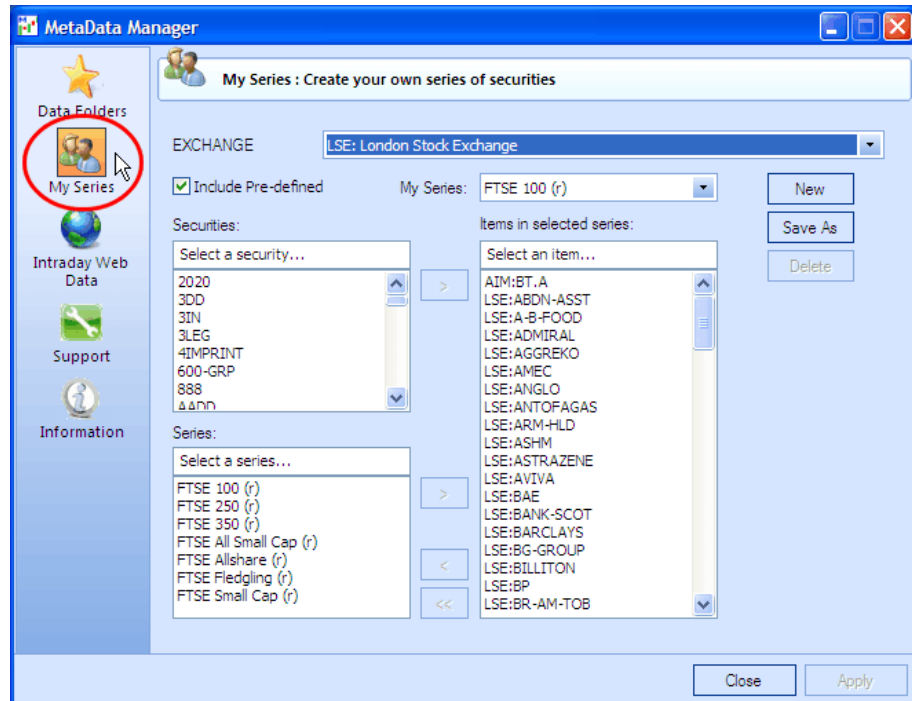 MetaData Manager
My Series : Create your own series of securities
Data Folders
My Series
Intraday Web
Data
Support
Information
EXCHANGE
LSE: London Stock Exchange
Include Pre-defined
My Series:
FTSE 100 (r)
New
Save As
Delete
Securities:
Select a security...
2020
3DD
3IN
3LEG
4IMPRINT
600-GRP
888
AADD
>
Series:
Select a series...
FTSE 100 (r)
FTSE 250 (r)
FTSE 350 (r)
FTSE All Small Cap (r)
FTSE Allshare (r)
FTSE Fledgling (r)
FTSE Small Cap (r)
>
<
<<
Items in selected series:
Select an item...
AIM:BT.A
LSE:ABDN-ASST
LSE:A-B-FOOD
LSE:ADMIRAL
LSE:AGGREKO
LSE:AMEC
LSE:ANGLO
LSE:ANTOFAGAS
LSE:ARM-HLD
LSE:ASHM
LSE:ASTRAZENE
LSE:AVIVA
LSE:BAE
LSE:BANK-SCOT
LSE:BARCLAYS
LSE:BG-GROUP
LSE:BILLITON
LSE:BP
LSE:BR-AM-TOB
Close
Apply